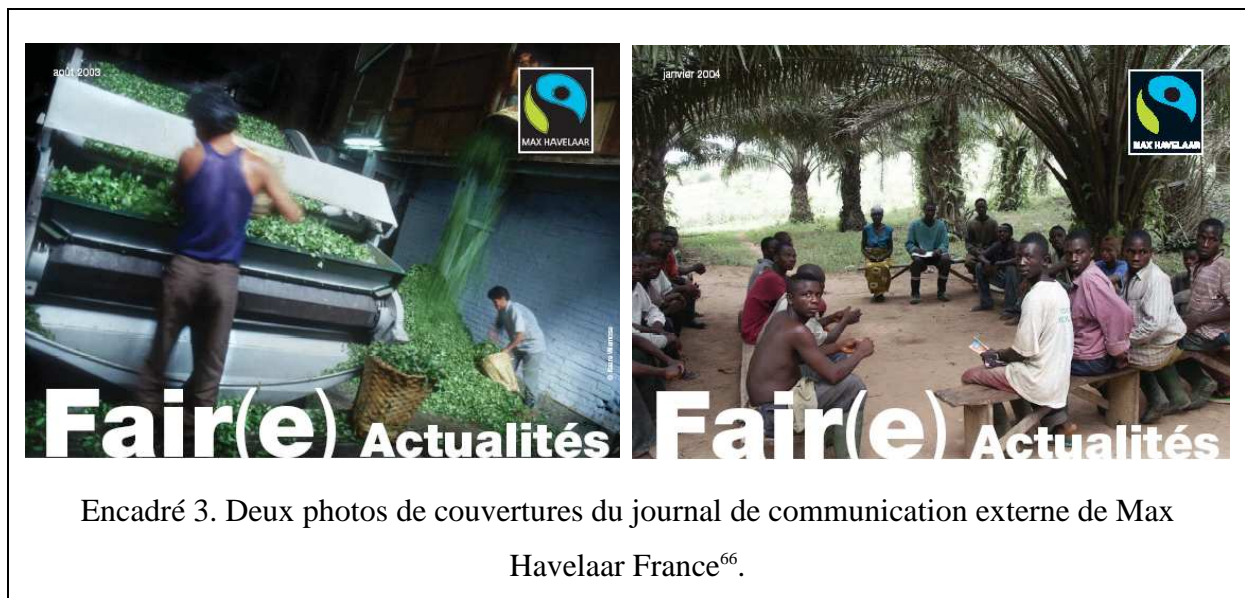 août 2003
MAX HAVELAAR
Fair(e) Actualités
janvier 2004
MAX HAVELAAR
Fair(e) Actualités
Encadré 3. Deux photos de couvertures du journal de communication externe de Max
Havelaar France66.